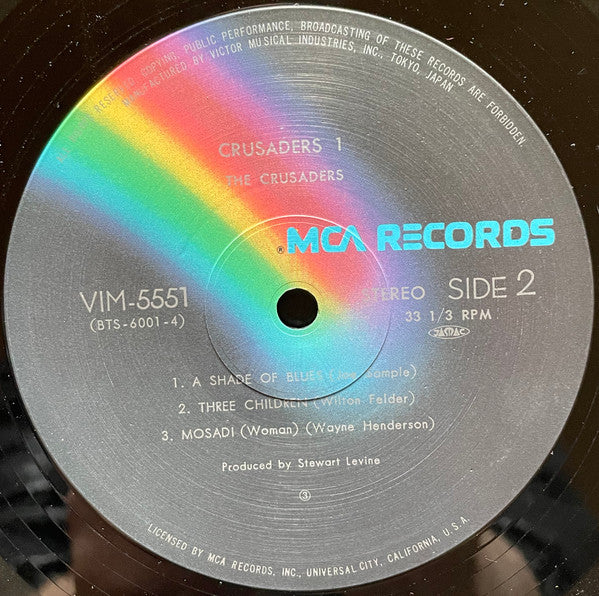 RESERVED. COPYING, PUBLIC PERFORMANCE, BROADCASTING OF THESE RECORDS ARE FORBIDDEN.
MANUFACTURED BY VICTOR MUSICAL INDUSTRIES, INC., TOKYO, JAPAN
CRUSADERS 1
THE CRUSADERS
® MCA RECORDS
VIM-5551
(BTS-6001-4)
STEREO SIDE 2
33 1/3 RPM
JASRAC
1. A SHADE OF BLUES (Joe Sample)
2. THREE CHILDREN (Wilton Felder)
3. MOSADI (Woman) (Wayne Henderson)
Produced by Stewart Levine
③
LICENSED BY MCA RECORDS, INC., UNIVERSAL CITY, CALIFORNIA, U.S.A.